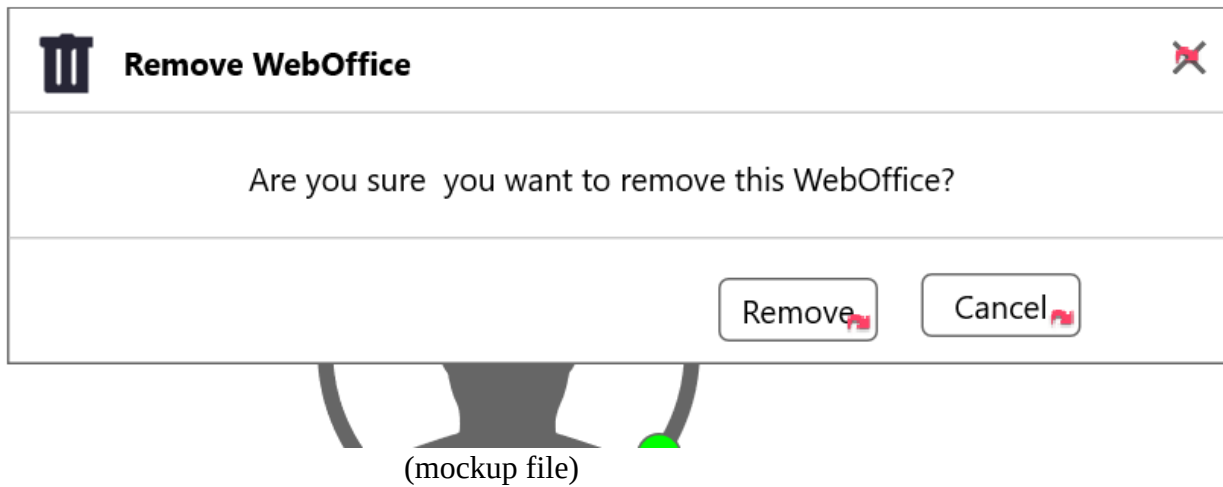 Remove WebOffice
Are you sure  you want to remove this WebOffice?
Remove
Cancel
(mockup file)